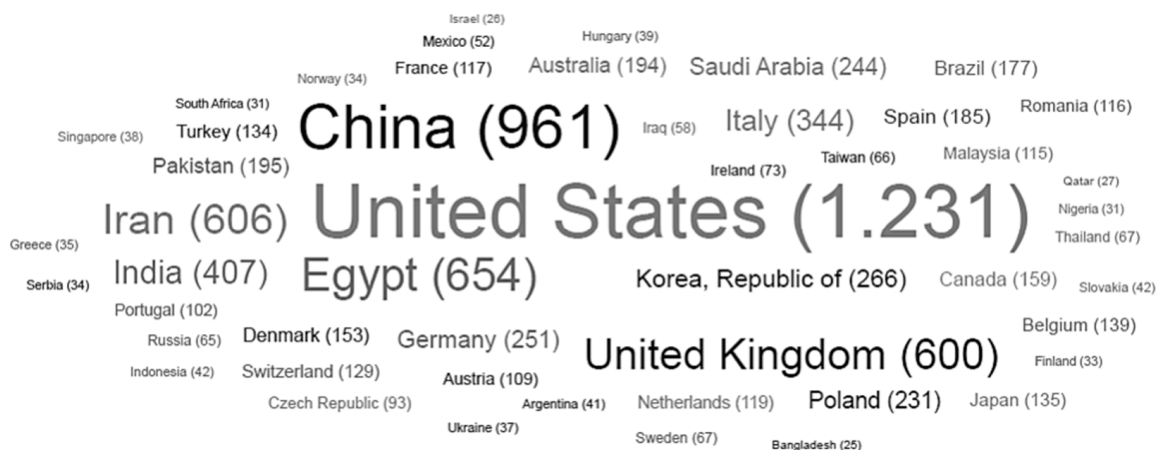 Israel (26)
Mexico (52) Hungary (39)
France (117) Australia (194) Saudi Arabia (244) Brazil (177)
Norway (34)
South Africa (31) China (961) Italy (344) Spain (185) Romania (116)
Singapore (38) Turkey (134) Iraq (58)
Pakistan (195) Ireland (73) Taiwan (66) Malaysia (115)
Qatar (27)
Iran (606) United States (1.231) Nigeria (31)
Greece (35) Thailand (67)
Serbia (34) India (407) Egypt (654) Korea, Republic of (266) Canada (159) Slovakia (42)
Portugal (102)
Russia (65) Denmark (153) Germany (251) United Kingdom (600) Belgium (139)
Indonesia (42) Switzerland (129) Austria (109) Finland (33)
Czech Republic (93) Argentina (41) Netherlands (119) Poland (231) Japan (135)
Ukraine (37) Sweden (67) Bangladesh (25)